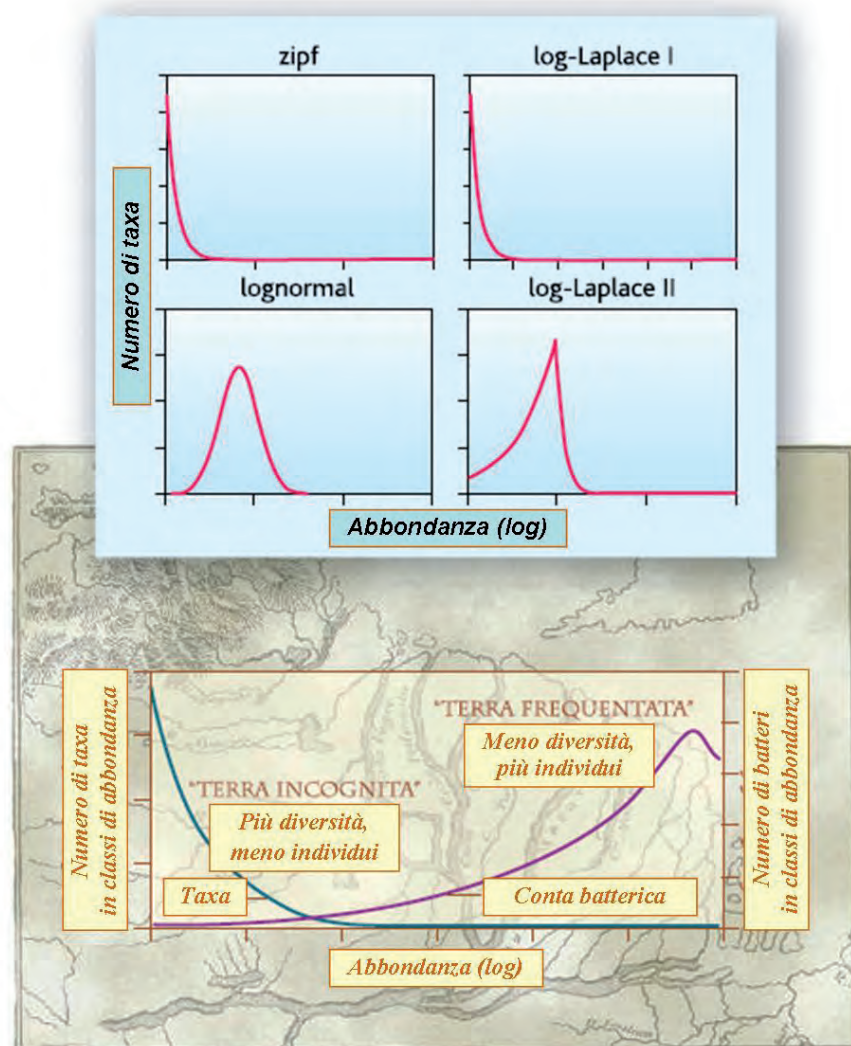 zipf
log-Laplace I
Numero di taxa
lognormal
log-Laplace II
Abbondanza (log)
Numero di taxa
in classi di abbondanza
"TERRA INCOGNITA"
Più diversità,
meno individui
"TERRA FREQUENTATA"
Meno diversità,
più individui
Taxa
Conta batterica
Numero di batteri
in classi di abbondanza
Abbondanza (log)